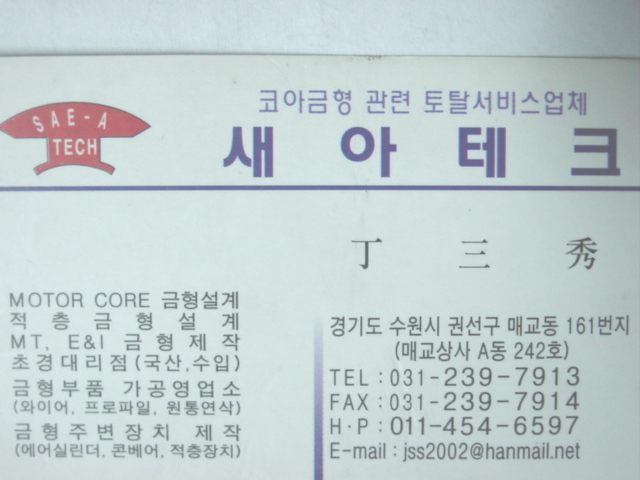 SAE-A
TECH
코아금형 관련 토탈서비스업체
새 아 테 크
丁 三 秀
MOTOR CORE 금형설계
적 층 금 형 설 계
MT, E&I 금 형 제 작
초경대리점(국산,수입)
금형부품 가공영업소
(와이어, 프로파일, 원통연삭)
금형주변장치 제작
(에어실린더, 콘베어, 적층장치)
경기도 수원시 권선구 매교동 161번지
(매교상사 A동 242호)
TEL : 031-239-7913
FAX : 031-239-7914
H·P : 011-454-6597
E-mail : jss2002@hanmail.net